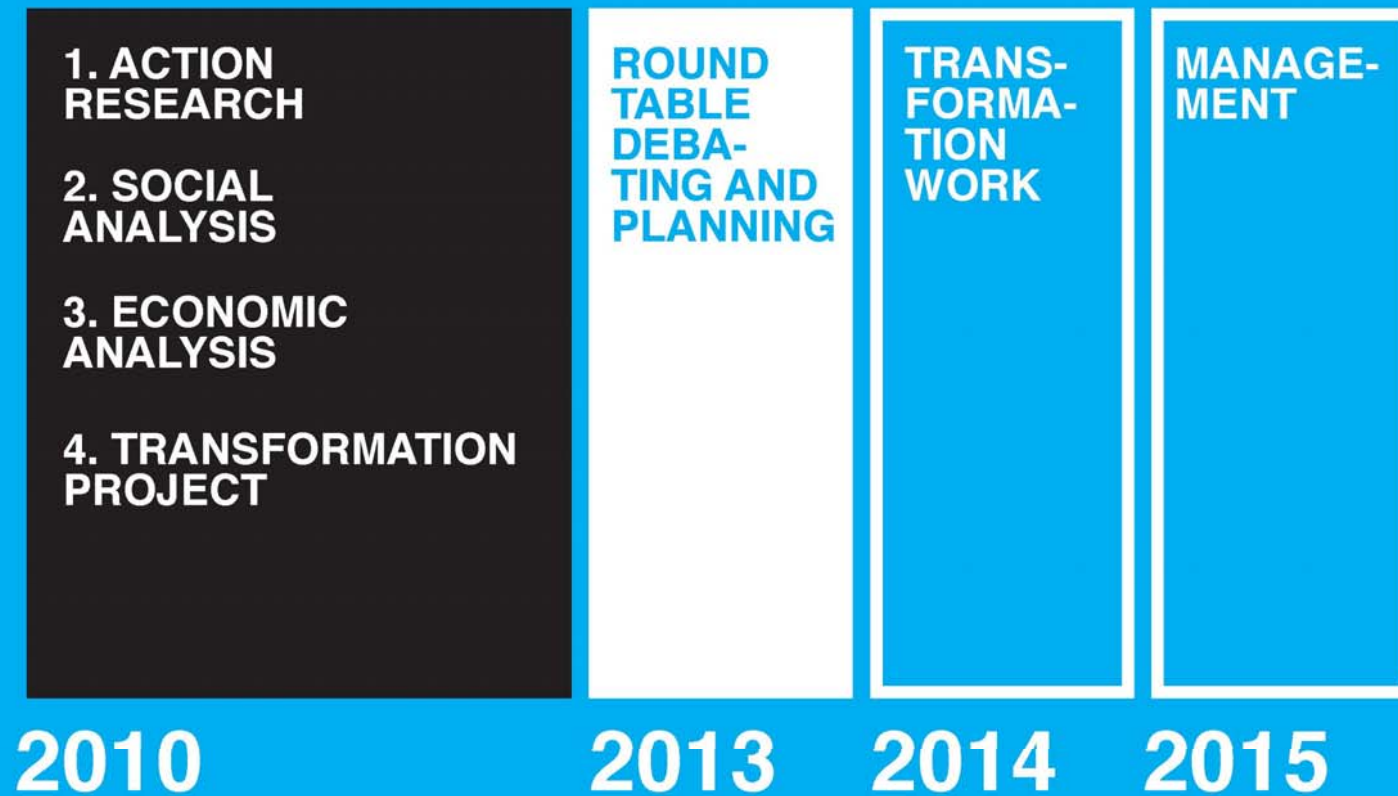 1. ACTION
RESEARCH
2. SOCIAL
ANALYSIS
3. ECONOMIC
ANALYSIS
4. TRANSFORMATION
PROJECT
ROUND
TABLE
DEBA-
TING AND
PLANNING
TRANS-
FORMA-
TION
WORK
MANAGE-
MENT
2010
2013
2014
2015